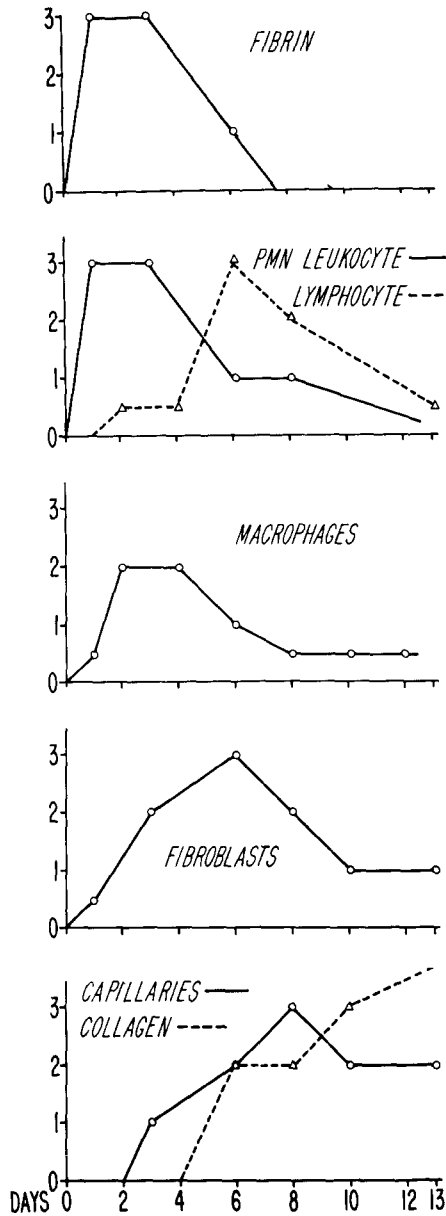 FIBRIN
3
2
1
0
PMN LEUKOCYTE
LYMPHOCYTE
3
2
1
0
MACROPHAGES
3
2
1
0
FIBROBLASTS
3
2
1
0
CAPILLARIES
COLLAGEN
3
2
1
0
DAYS 0 2 4 6 8 10 12 13